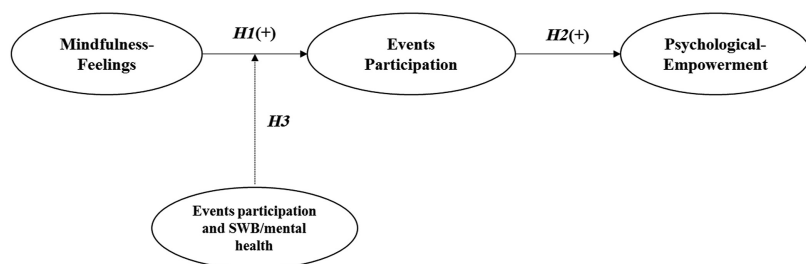 Mindfulness-
Feelings
H1(+)
Events
Participation
H2(+)
Psychological-
Empowerment
H3
Events participation
and SWB/mental
health